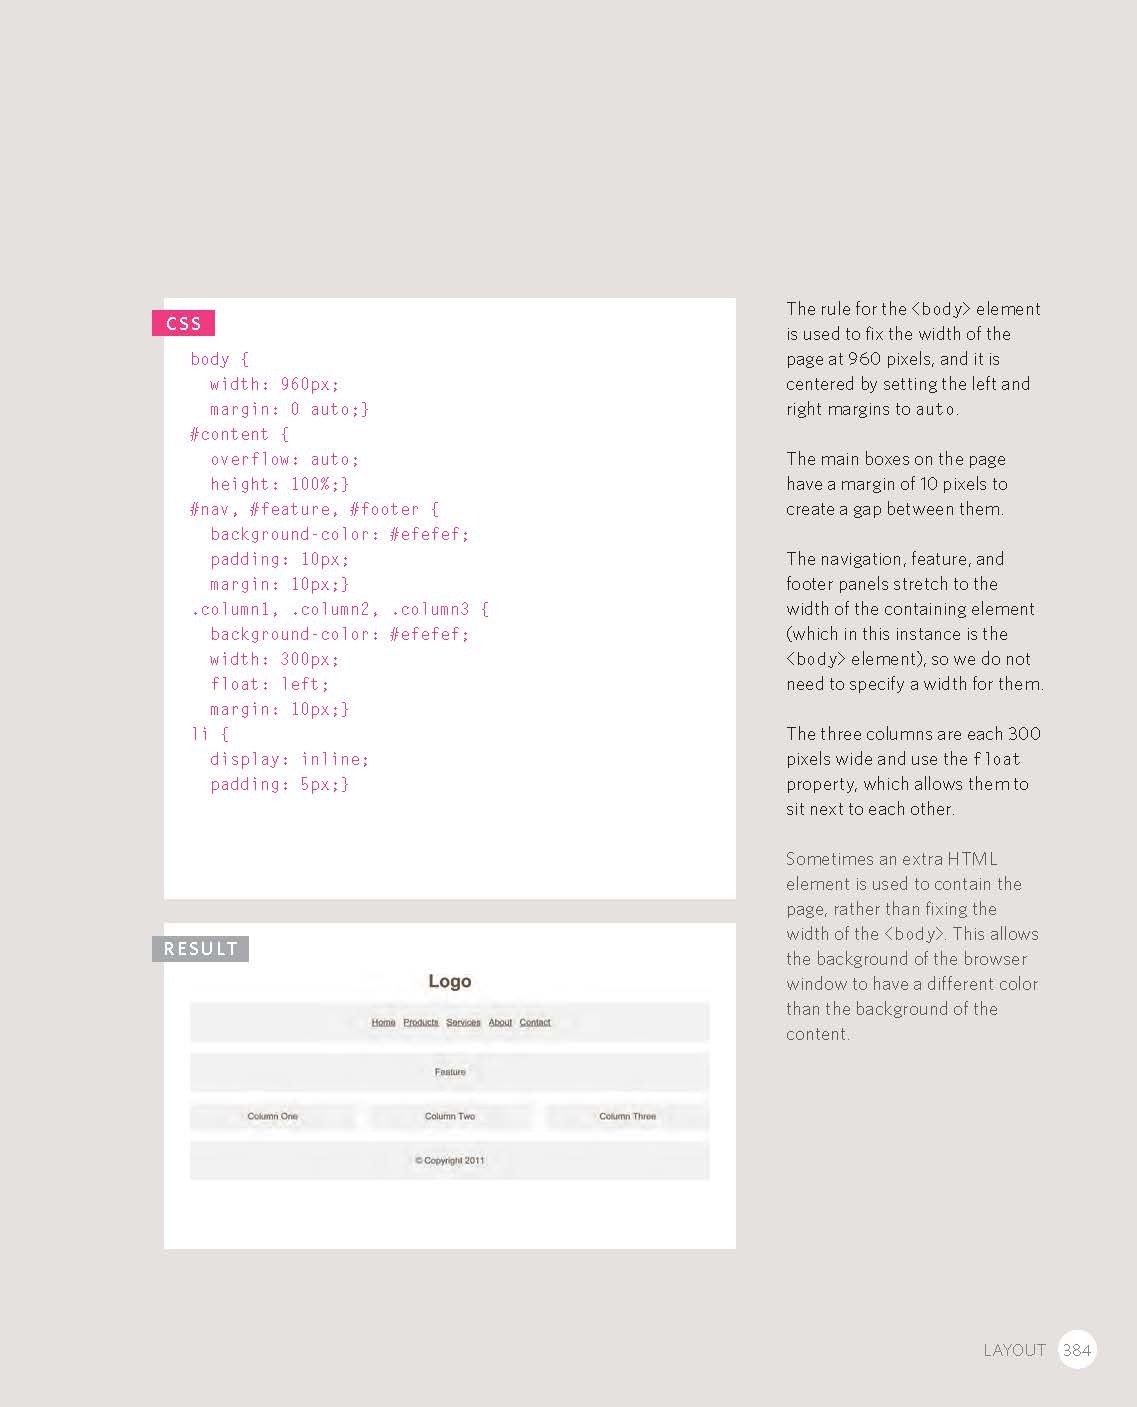 CSS
body {
width: 960px;
margin: 0 auto;}
#content {
overflow: auto;
height: 100%;}
#nav, #feature, #footer {
background-color: #efefef;
padding: 10px;
margin: 10px;}
.column1, .column2, .column3 {
background-color: #efefef;
width: 300px;
float: left;
margin: 10px;}
li {
display: inline;
padding: 5px;}
RESULT
Logo
Home Products Services About Contact
Feature
Column One Column Two Column Three
© Copyright 2011
The rule for the <body> element
is used to fix the width of the
page at 960 pixels, and it is
centered by setting the left and
right margins to auto.
The main boxes on the page
have a margin of 10 pixels to
create a gap between them.
The navigation, feature, and
footer panels stretch to the
width of the containing element
(which in this instance is the
<body> element), so we do not
need to specify a width for them.
The three columns are each 300
pixels wide and use the float
property, which allows them to
sit next to each other.
Sometimes an extra HTML
element is used to contain the
page, rather than fixing the
width of the <body>. This allows
the background of the browser
window to have a different color
than the background of the
content.
LAYOUT 384